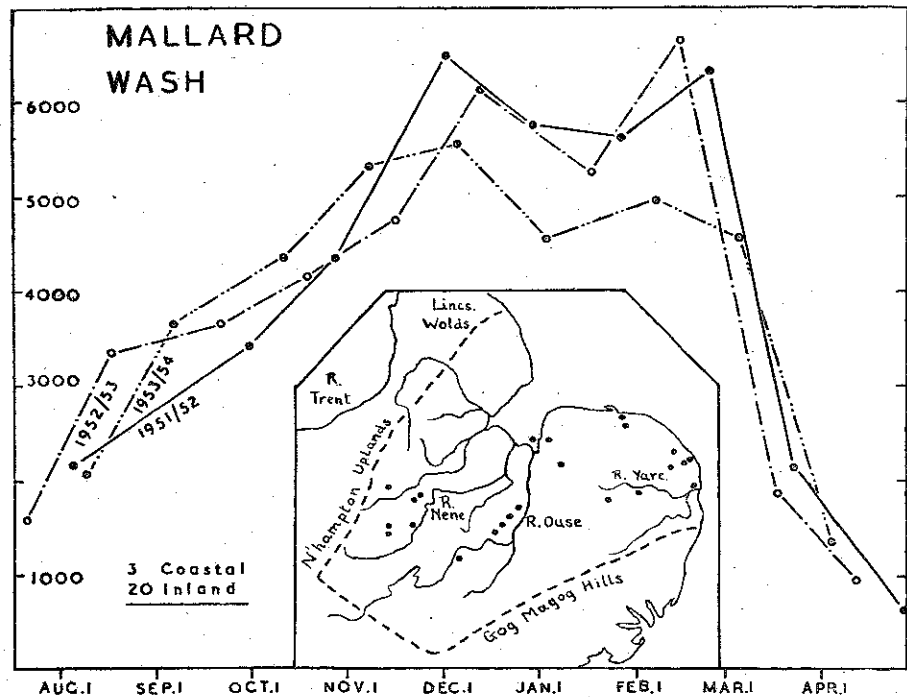 MALLARD
WASH
6000
5000
4000
3000
1000
1952/53
1953/54
1951/52
3 Coastal
20 Inland
Lincs.
Wolds
R.
Trent
N'hampton Uplands
R.
Nene
R. Ouse
R. Yare.
Gog Magog Hills
AUG.1 SEP.1 OCT.1 NOV.1 DEC.1 JAN.1 FEB.1 MAR.1 APR.1